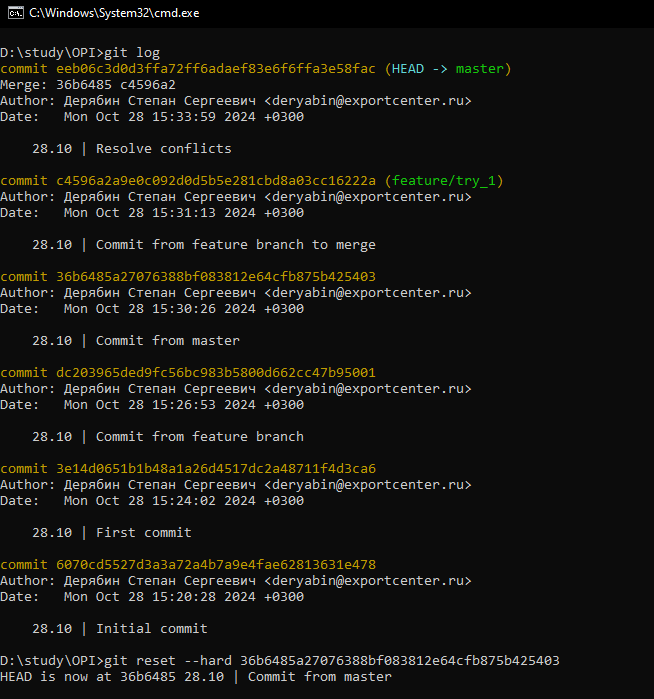 C:\Windows\System32\cmd.exe
D:\study\OPI>git log
commit eeb06c3d0d3ffa72ff6adaef83e6f6ffa3e58fac (HEAD -> master)
Merge: 36b6485 c4596a2
Author: Дерябин Степан Сергеевич <deryabin@exportcenter.ru>
Date:   Mon Oct 28 15:33:59 2024 +0300
    28.10 | Resolve conflicts
commit c4596a2a9e0c092d0d5b5e281cbd8a03cc16222a (feature/try_1)
Author: Дерябин Степан Сергеевич <deryabin@exportcenter.ru>
Date:   Mon Oct 28 15:31:13 2024 +0300
    28.10 | Commit from feature branch to merge
commit 36b6485a27076388bf083812e64cfb875b425403
Author: Дерябин Степан Сергеевич <deryabin@exportcenter.ru>
Date:   Mon Oct 28 15:30:26 2024 +0300
    28.10 | Commit from master
commit dc203965ded9fc56bc983b5800d662cc47b95001
Author: Дерябин Степан Сергеевич <deryabin@exportcenter.ru>
Date:   Mon Oct 28 15:26:53 2024 +0300
    28.10 | Commit from feature branch
commit 3e14d0651b1b48a1a26d4517dc2a48711f4d3ca6
Author: Дерябин Степан Сергеевич <deryabin@exportcenter.ru>
Date:   Mon Oct 28 15:24:02 2024 +0300
    28.10 | First commit
commit 6070cd5527d3a3a72a4b7a9e4fae62813631e478
Author: Дерябин Степан Сергеевич <deryabin@exportcenter.ru>
Date:   Mon Oct 28 15:20:28 2024 +0300
    28.10 | Initial commit
D:\study\OPI>git reset --hard 36b6485a27076388bf083812e64cfb875b425403
HEAD is now at 36b6485 28.10 | Commit from master